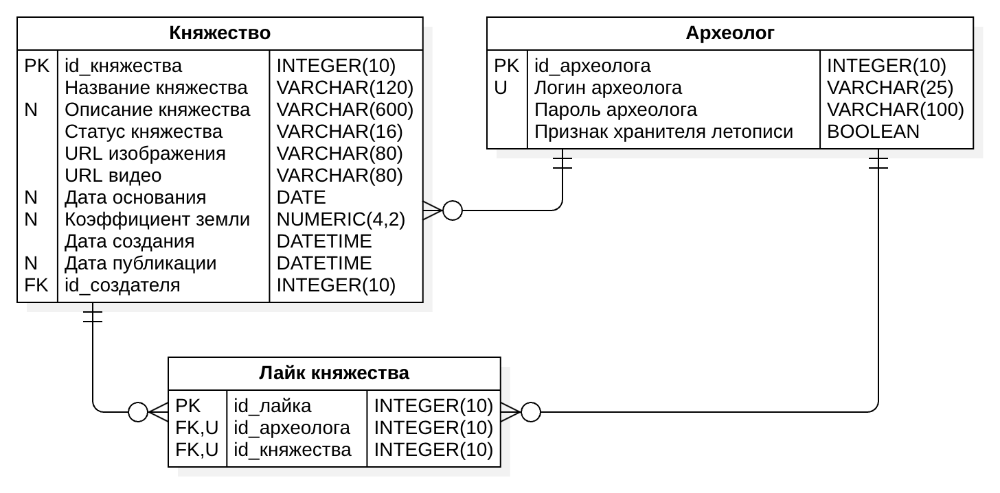 Княжество
PK id_княжества INTEGER(10)
Название княжества VARCHAR(120)
N Описание княжества VARCHAR(600)
Статус княжества VARCHAR(16)
URL изображения VARCHAR(80)
URL видео VARCHAR(80)
N Дата основания DATE
N Коэффициент земли NUMERIC(4,2)
Дата создания DATETIME
N Дата публикации DATETIME
FK id_создателя INTEGER(10)
Археолог
PK id_археолога INTEGER(10)
U Логин археолога VARCHAR(25)
Пароль археолога VARCHAR(100)
Признак хранителя летописи BOOLEAN
Лайк княжества
PK id_лайка INTEGER(10)
FK,U id_археолога INTEGER(10)
FK,U id_княжества INTEGER(10)